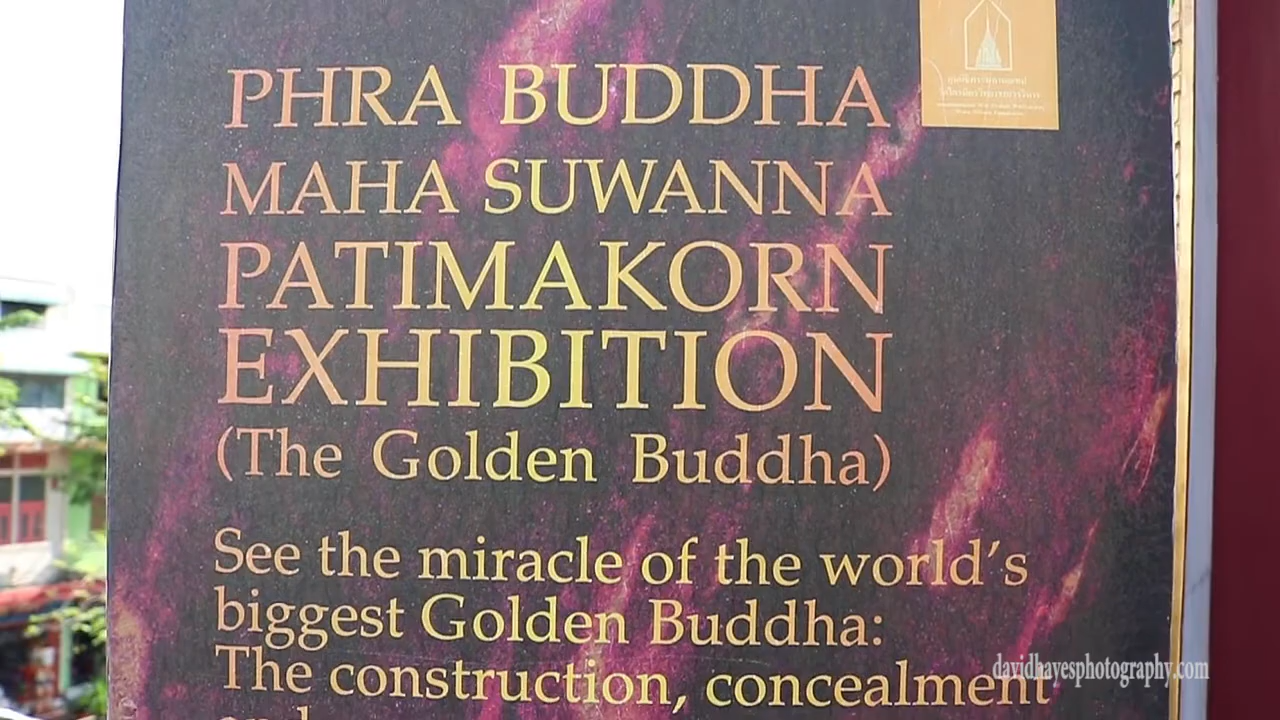 PHRA BUDDHA
MAHA SUWANNA
PATIMAKORN
EXHIBITION
(The Golden Buddha)
See the miracle of the world's
biggest Golden Buddha:
The construction, concealment
and
davidhayesphotography.com